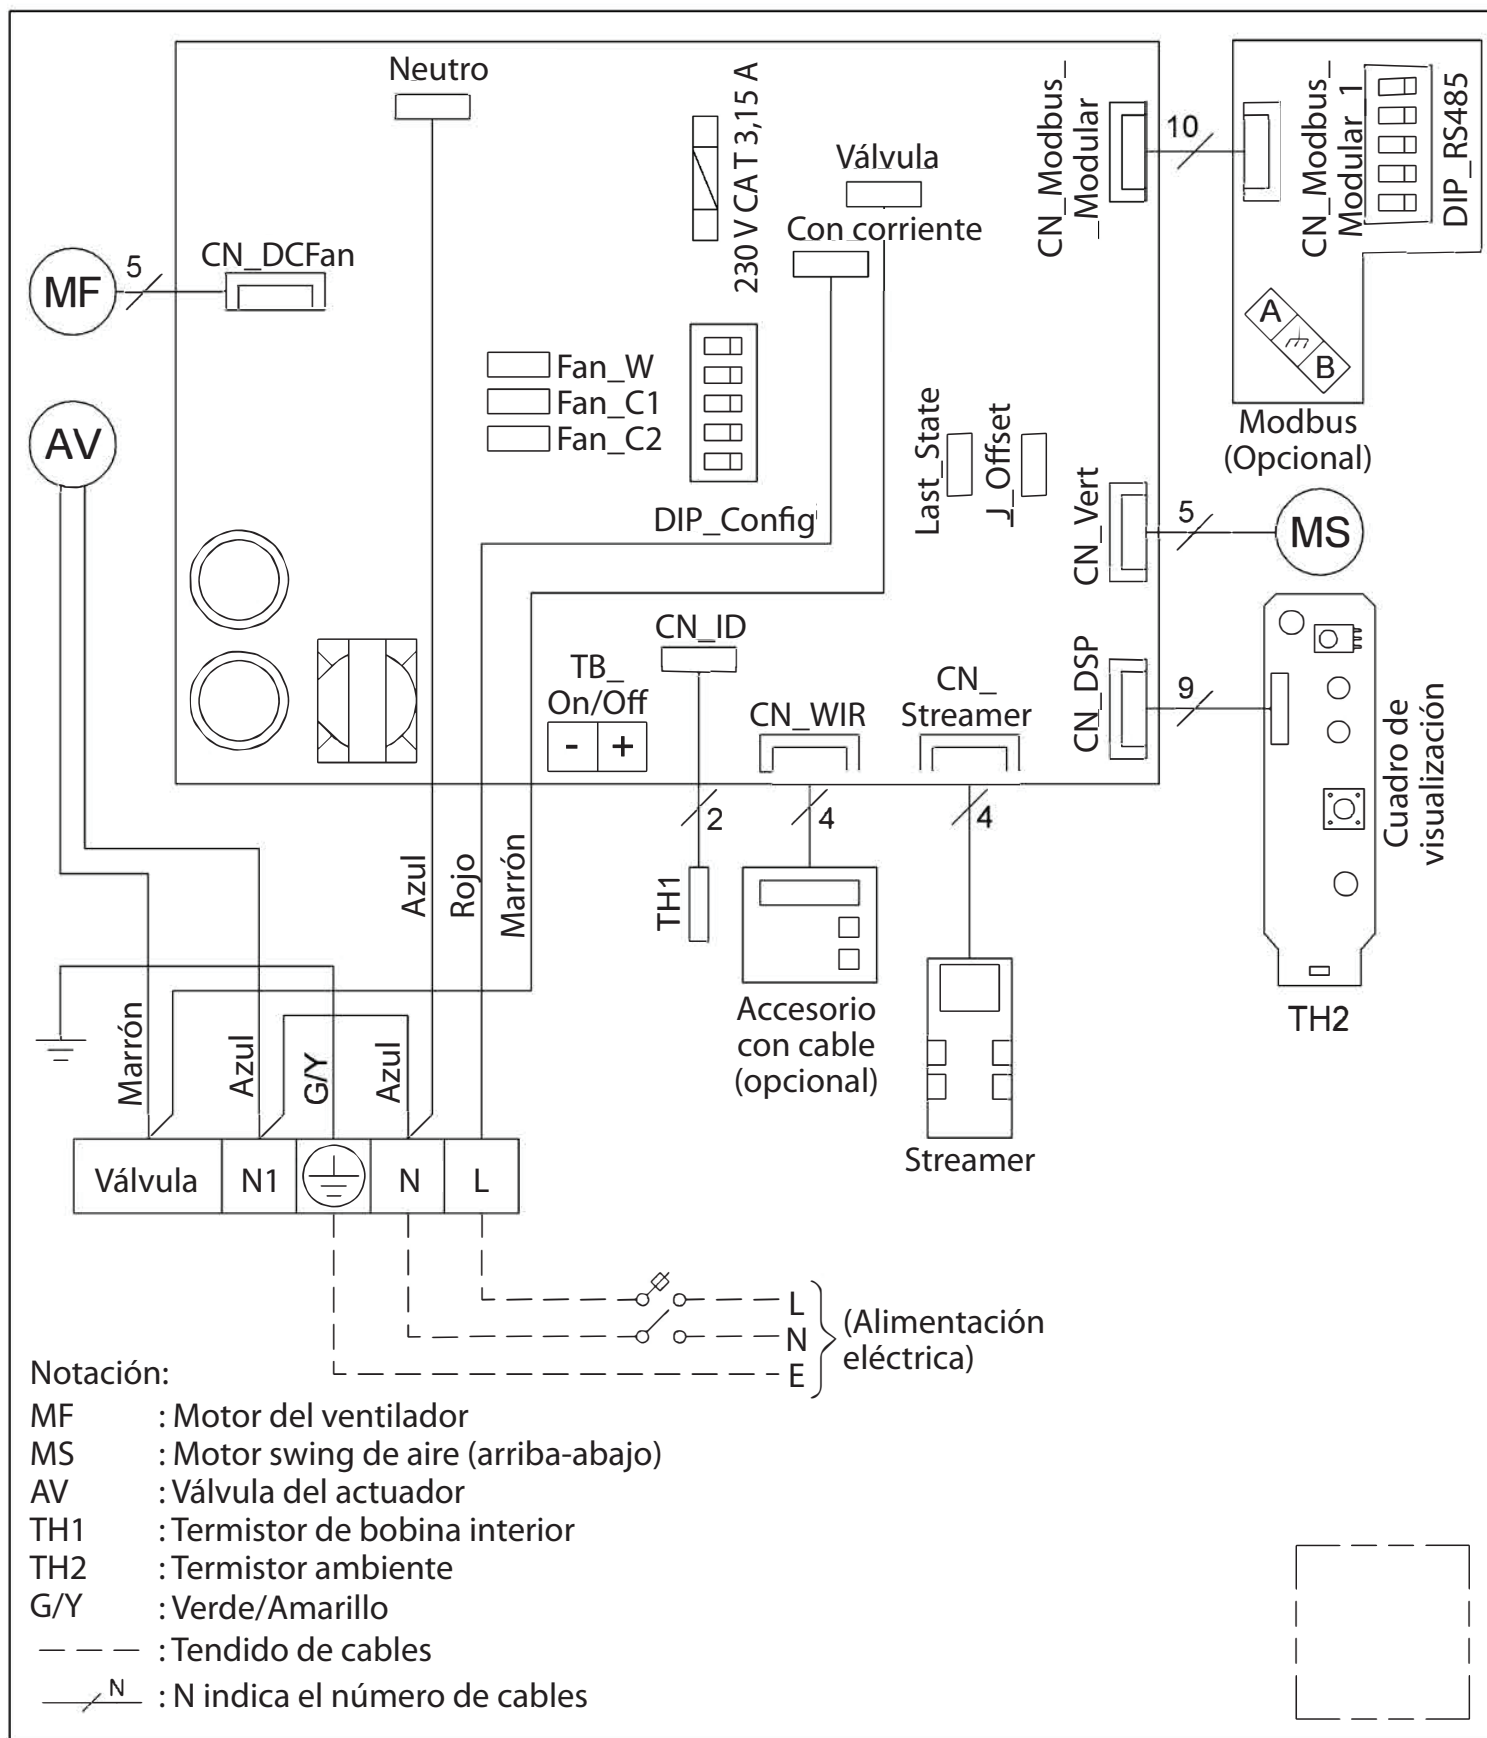 Neutro
230 V CAT 3,15 A
Válvula
Con corriente
CN_Modbus_
_Modular
10
CN_Modbus_
Modular_1
DIP_RS485
A
B
Modbus
(Opcional)
MF
5
CN_DCFan
AV
Fan_W
Fan_C1
Fan_C2
DIP_Config
Last_State
J_Offset
CN_Vert
5
MS
CN_ID
TB_
On/Off
- +
CN_WIR
CN_
Streamer
CN_DSP
9
Cuadro de
visualización
TH2
2
4
4
TH1
Accesorio
con cable
(opcional)
Streamer
Azul
Rojo
Marrón
Marrón
Azul
G/Y
Azul
Válvula N1 N L
L
N
E
(Alimentación
eléctrica)
Notación:
MF : Motor del ventilador
MS : Motor swing de aire (arriba-abajo)
AV : Válvula del actuador
TH1 : Termistor de bobina interior
TH2 : Termistor ambiente
G/Y : Verde/Amarillo
: Tendido de cables
N : N indica el número de cables